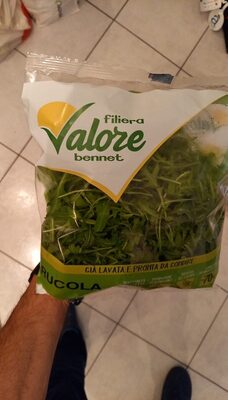 filiera
Valore
bennet
GIÀ LAVATA E PRONTA DA CONDIRE
RUCOLA